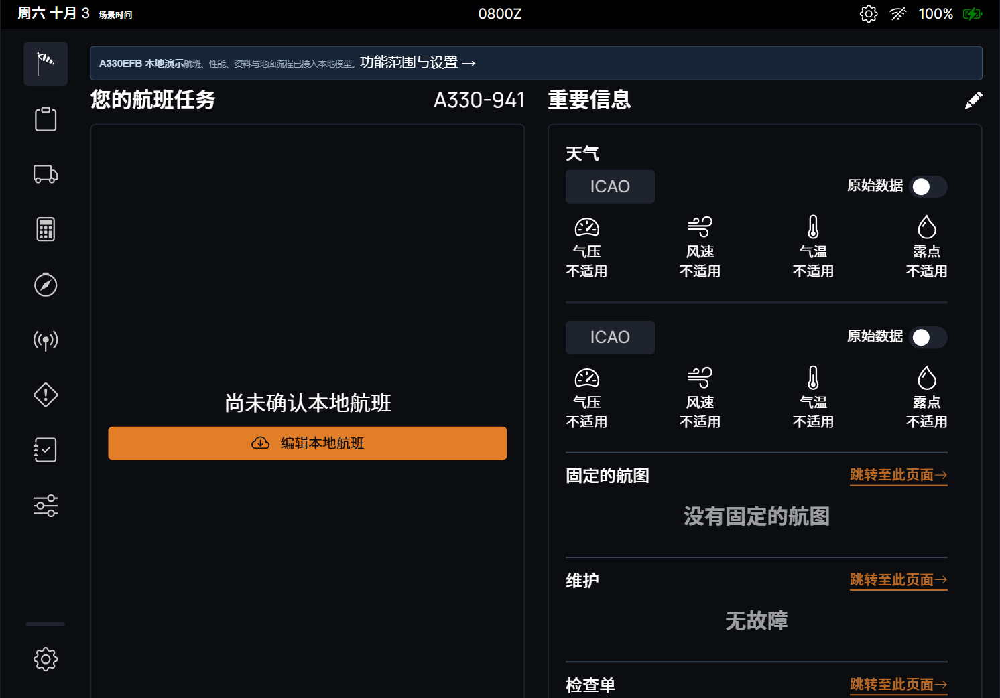 周六 十月 3 场景时间
0800Z
100%
A330EFB 本地演示航班、性能、资料与地面流程已接入本地模型。功能范围与设置 →
您的航班任务
A330-941
尚未确认本地航班
编辑本地航班
重要信息
天气
ICAO
原始数据
气压 风速 气温 露点
不适用 不适用 不适用 不适用
ICAO
原始数据
气压 风速 气温 露点
不适用 不适用 不适用 不适用
固定的航图
跳转至此页面→
没有固定的航图
维护
跳转至此页面→
无故障
检查单
跳转至此页面→